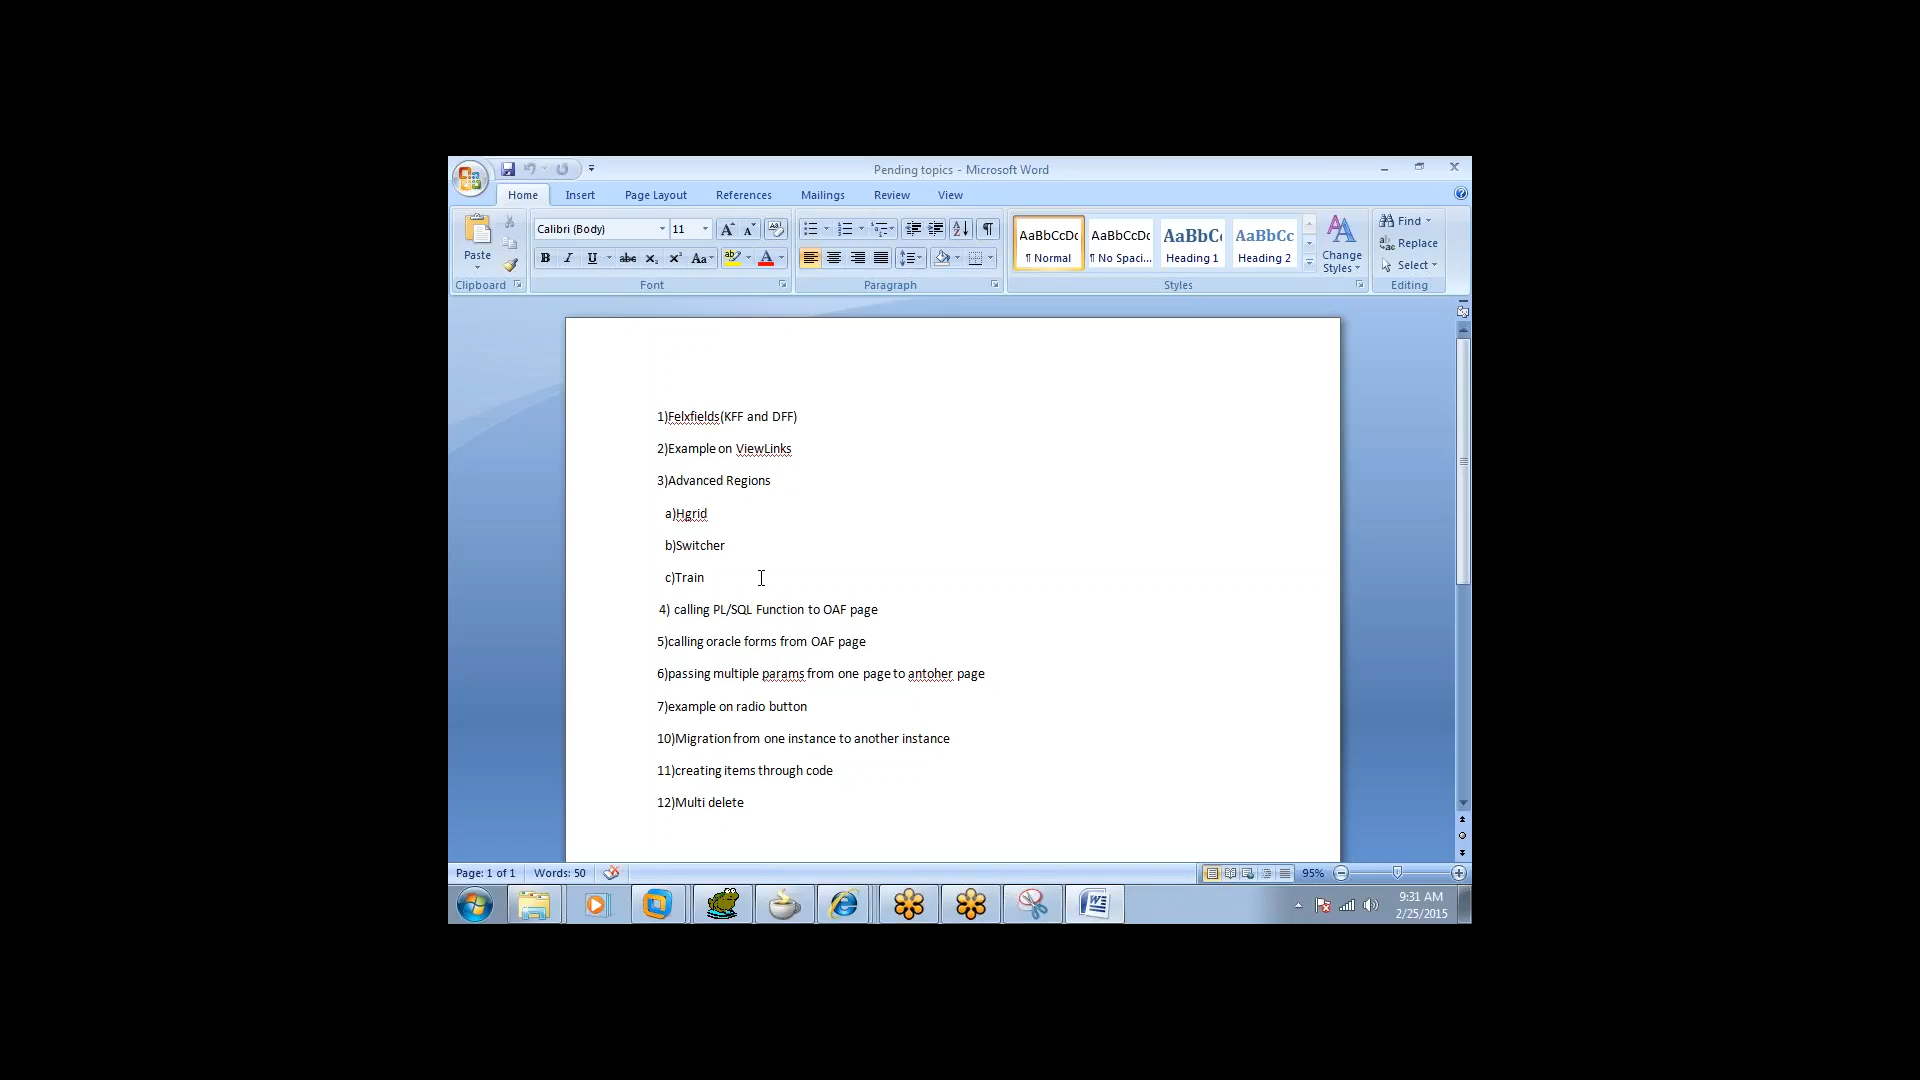 Pending topics - Microsoft Word
Home Insert Page Layout References Mailings Review View
Paste
Calibri (Body) 11
AaBbCcDc AaBbCcDc AaBbC AaBbCc
¶ Normal ¶ No Spaci... Heading 1 Heading 2
Change Styles
Find
Replace
Select
Clipboard Font Paragraph Styles Editing
1)Felxfields(KFF and DFF)
2)Example on ViewLinks
3)Advanced Regions
a)Hgrid
b)Switcher
c)Train
4) calling PL/SQL Function to OAF page
5)calling oracle forms from OAF page
6)passing multiple params from one page to antoher page
7)example on radio button
10)Migration from one instance to another instance
11)creating items through code
12)Multi delete
Page: 1 of 1 Words: 50 95%
9:31 AM
2/25/2015